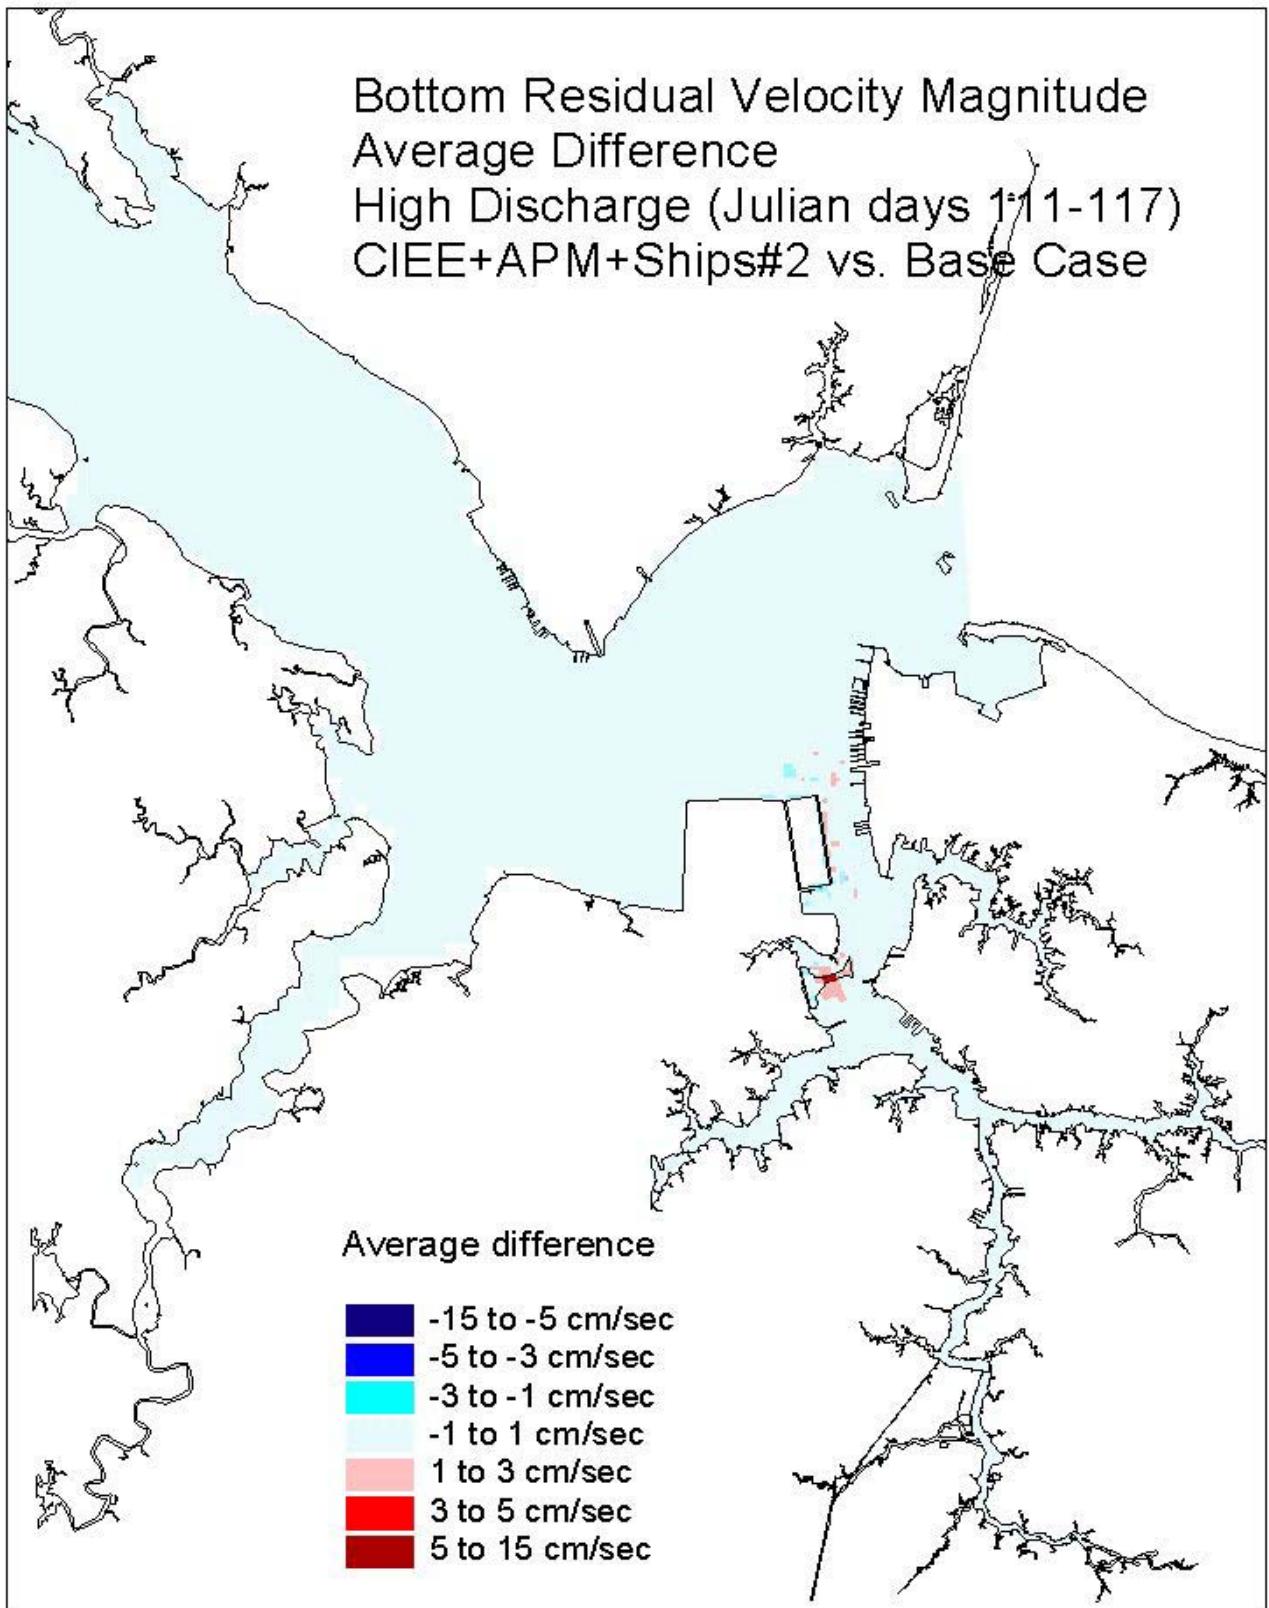 Bottom Residual Velocity Magnitude
Average Difference
High Discharge (Julian days 111-117)
CIEE+APM+Ships#2 vs. Base Case
Average difference
-15 to -5 cm/sec
-5 to -3 cm/sec
-3 to -1 cm/sec
-1 to 1 cm/sec
1 to 3 cm/sec
3 to 5 cm/sec
5 to 15 cm/sec